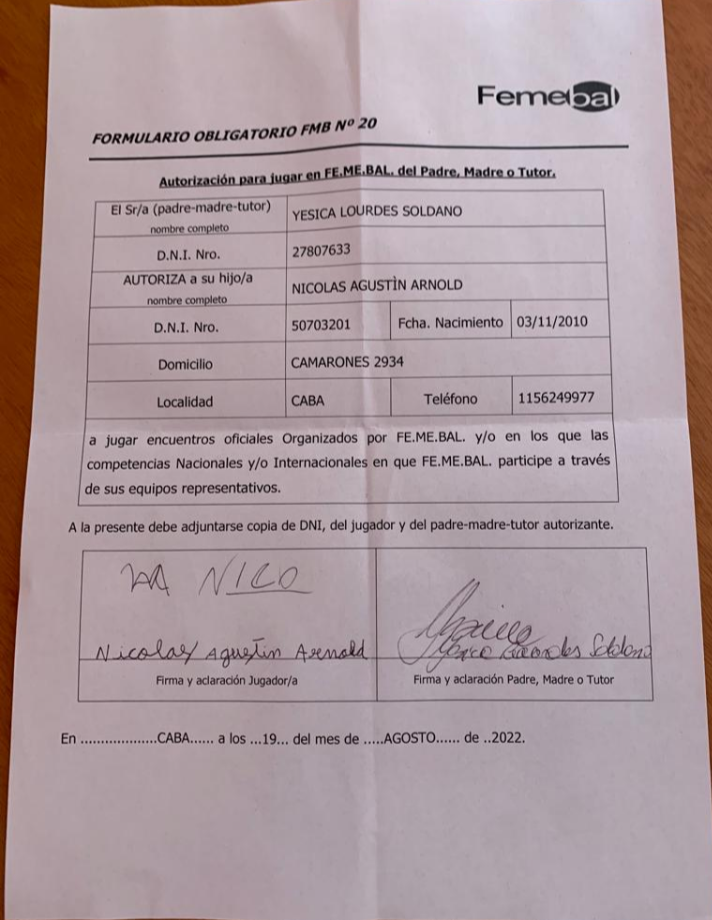 Femebal
FORMULARIO OBLIGATORIO FMB Nº 20
Autorización para jugar en FE.ME.BAL. del Padre, Madre o Tutor.
El Sr/a (padre-madre-tutor)
nombre completo
YESICA LOURDES SOLDANO
D.N.I. Nro.
27807633
AUTORIZA a su hijo/a
nombre completo
NICOLAS AGUSTÌN ARNOLD
D.N.I. Nro.
50703201
Fcha. Nacimiento
03/11/2010
Domicilio
CAMARONES 2934
Localidad
CABA
Teléfono
1156249977
a jugar encuentros oficiales Organizados por FE.ME.BAL. y/o en los que las
competencias Nacionales y/o Internacionales en que FE.ME.BAL. participe a través
de sus equipos representativos.
A la presente debe adjuntarse copia de DNI, del jugador y del padre-madre-tutor autorizante.
NICO
Nicolas Agustin Arnold
Soldano
Firma y aclaración Jugador/a
Firma y aclaración Padre, Madre o Tutor
En ...................CABA...... a los ...19... del mes de .....AGOSTO...... de ..2022.